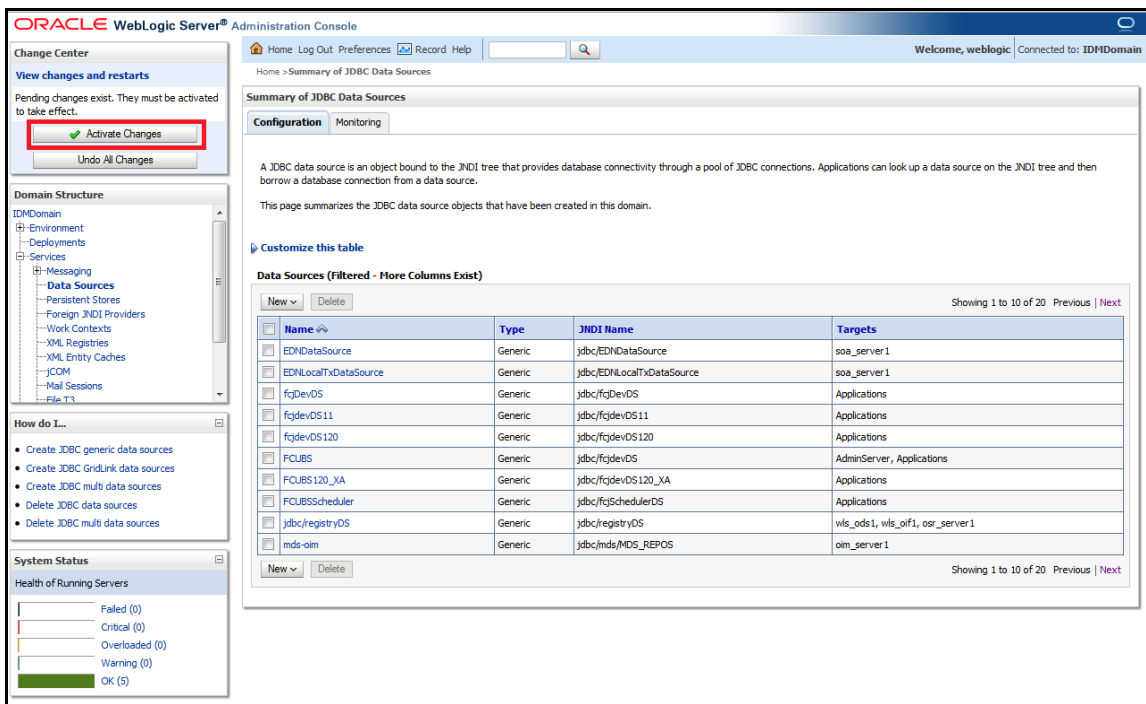 ORACLE WebLogic Server® Administration Console
Change Center
View changes and restarts
Pending changes exist. They must be activated
to take effect.
Activate Changes
Undo All Changes
Domain Structure
IDMDomain
Environment
Deployments
Services
Messaging
Data Sources
Persistent Stores
Foreign JNDI Providers
Work Contexts
XML Registries
XML Entity Caches
jCOM
Mail Sessions
File T3
How do I...
Create JDBC generic data sources
Create JDBC GridLink data sources
Create JDBC multi data sources
Delete JDBC data sources
Delete JDBC multi data sources
System Status
Health of Running Servers
Failed (0)
Critical (0)
Overloaded (0)
Warning (0)
OK (5)
Home Log Out Preferences Record Help
Welcome, weblogic Connected to: IDMDomain
Home >Summary of JDBC Data Sources
Summary of JDBC Data Sources
Configuration Monitoring
A JDBC data source is an object bound to the JNDI tree that provides database connectivity through a pool of JDBC connections. Applications can look up a data source on the JNDI tree and then
borrow a database connection from a data source.
This page summarizes the JDBC data source objects that have been created in this domain.
Customize this table
Data Sources (Filtered - More Columns Exist)
New Delete Showing 1 to 10 of 20 Previous | Next
Name Type JNDI Name Targets
EDNDataSource Generic jdbc/EDNDataSource soa_server1
EDNLocalTxDataSource Generic jdbc/EDNLocalTxDataSource soa_server1
fcjDevDS Generic jdbc/fcjDevDS Applications
fcjdevDS11 Generic jdbc/fcjdevDS11 Applications
fcjdevDS120 Generic jdbc/fcjdevDS120 Applications
FCUBS Generic jdbc/fcjdevDS AdminServer, Applications
FCUBS120_XA Generic jdbc/fcjdevDS120_XA Applications
FCUBSScheduler Generic jdbc/fcjSchedulerDS Applications
jdbc/registryDS Generic jdbc/registryDS wls_ods1, wls_oif1, osr_server1
mds-oim Generic jdbc/mds/MDS_REPOS oim_server1
New Delete Showing 1 to 10 of 20 Previous | Next